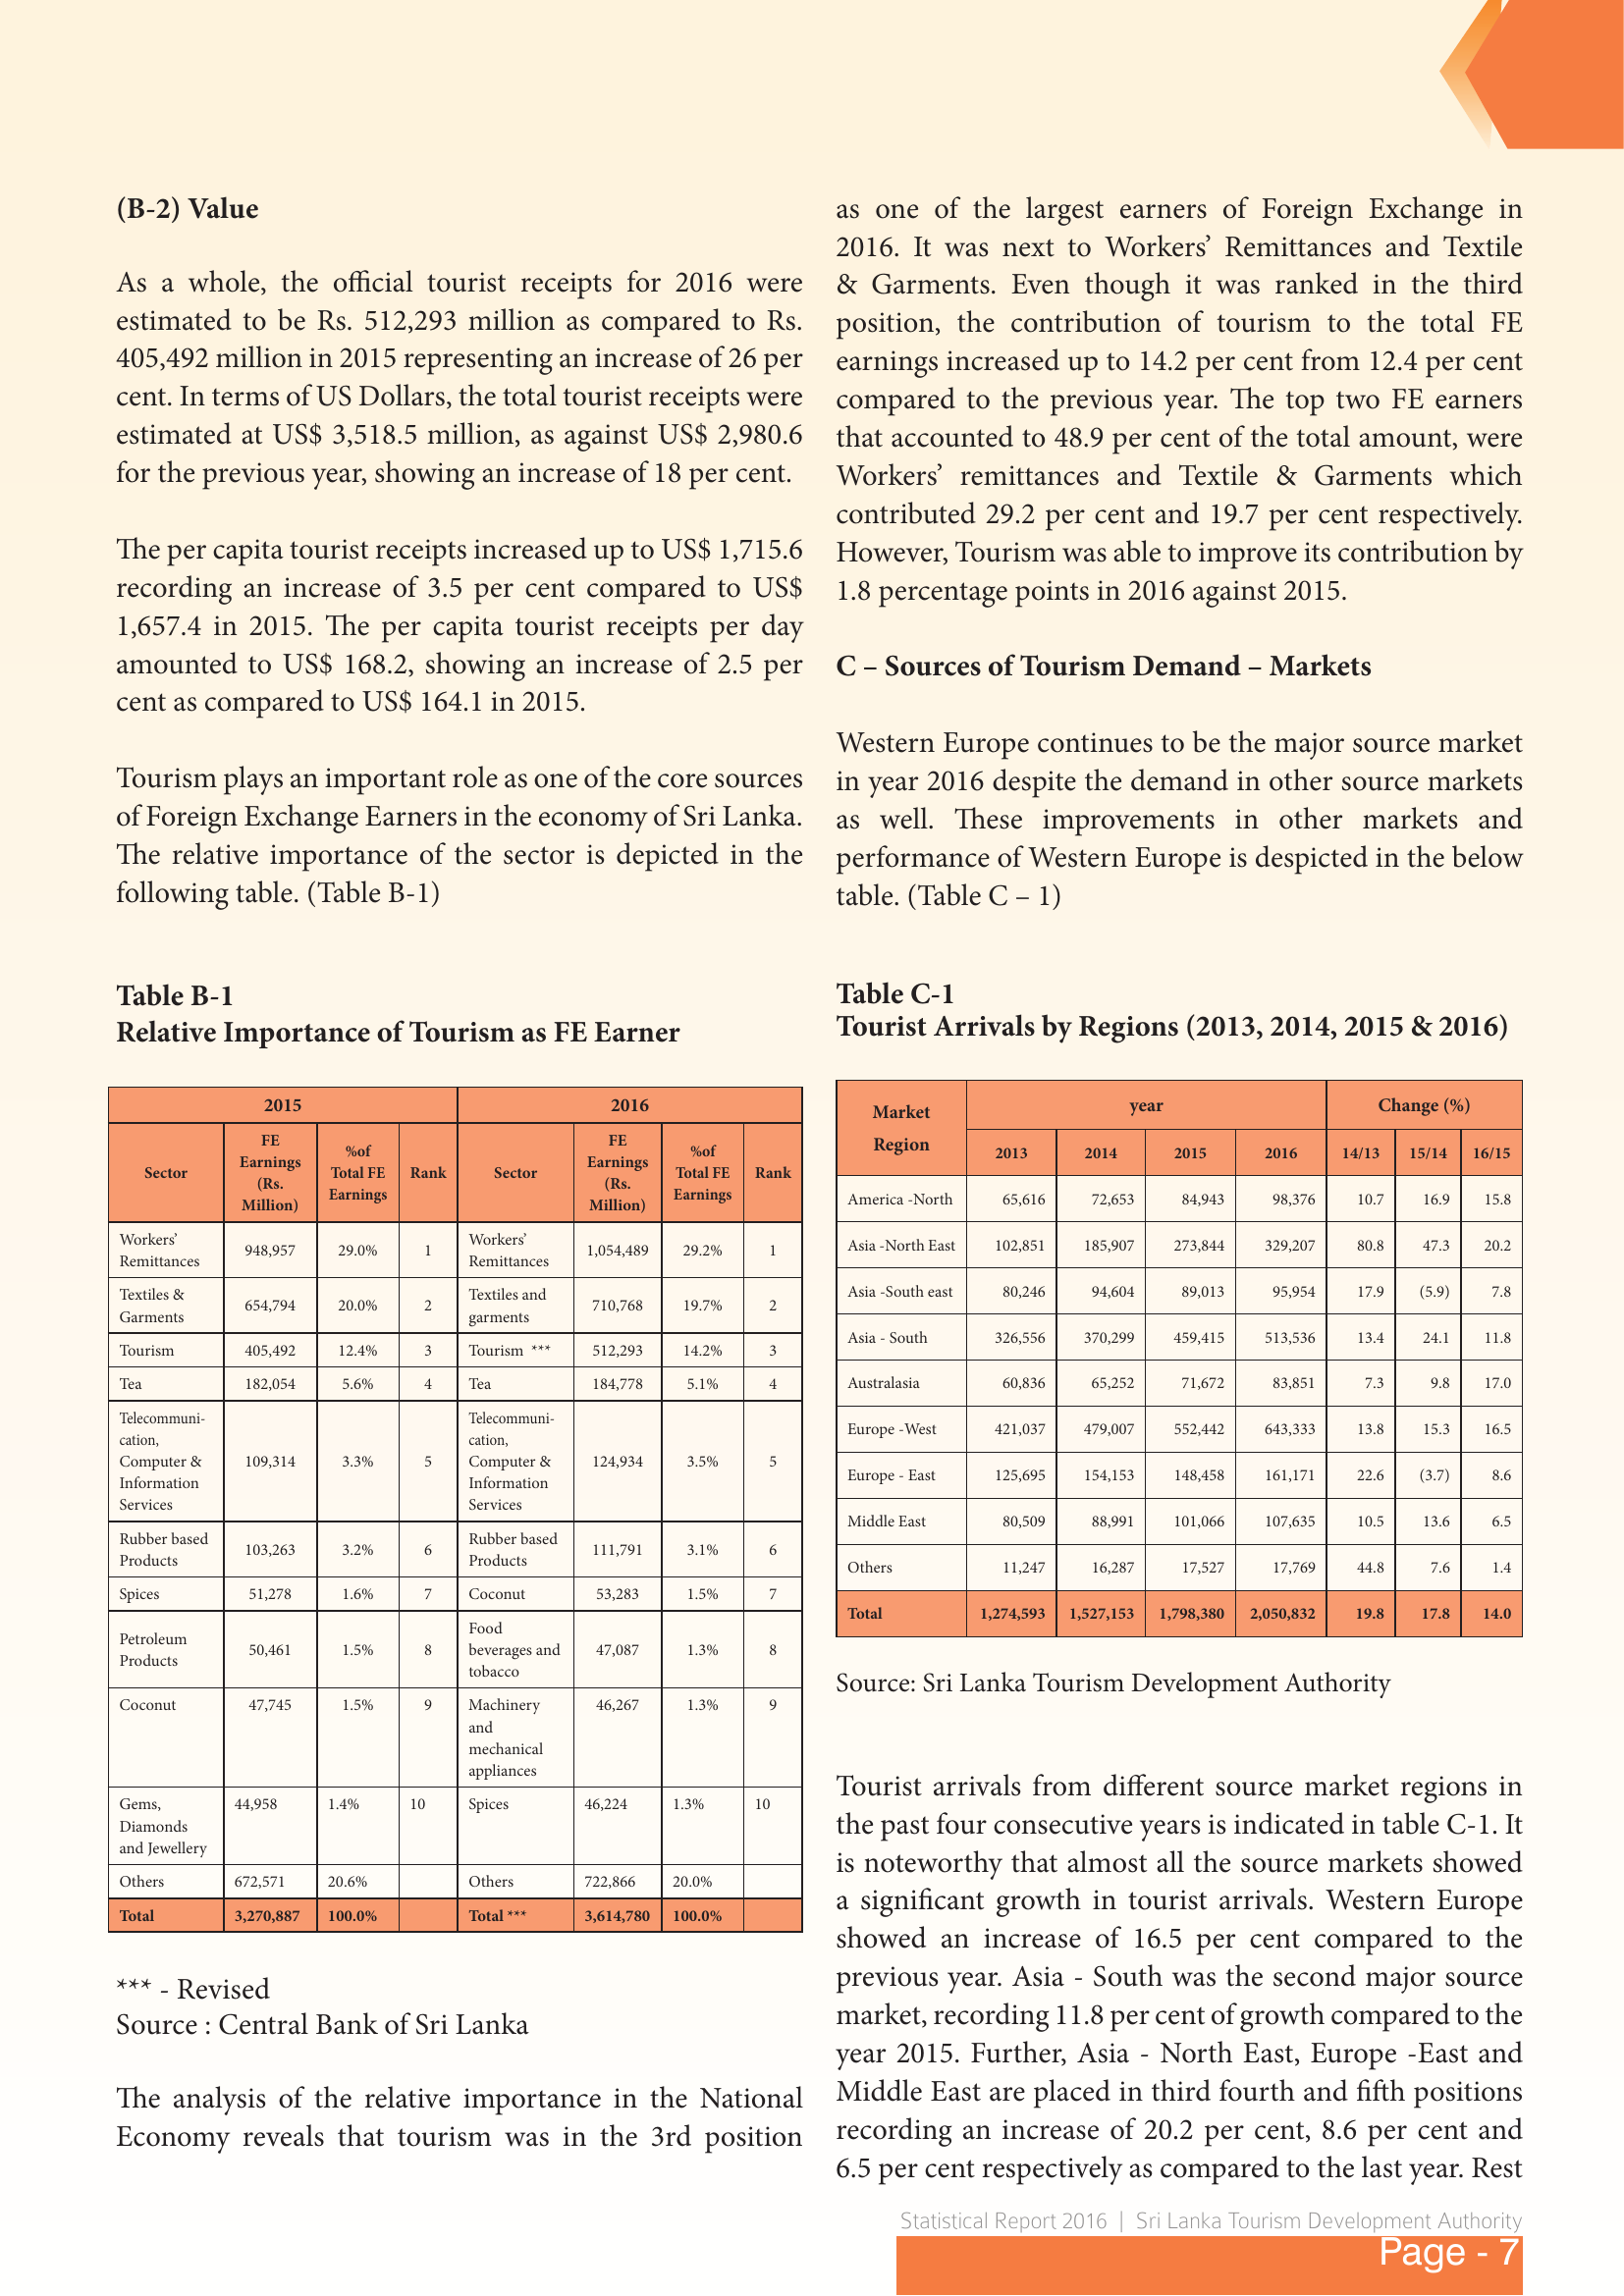 (B-2) Value
As a whole, the official tourist receipts for 2016 were
estimated to be Rs. 512,293 million as compared to Rs.
405,492 million in 2015 representing an increase of 26 per
cent. In terms of US Dollars, the total tourist receipts were
estimated at US$ 3,518.5 million, as against US$ 2,980.6
for the previous year, showing an increase of 18 per cent.
The per capita tourist receipts increased up to US$ 1,715.6
recording an increase of 3.5 per cent compared to US$
1,657.4 in 2015. The per capita tourist receipts per day
amounted to US$ 168.2, showing an increase of 2.5 per
cent as compared to US$ 164.1 in 2015.
Tourism plays an important role as one of the core sources
of Foreign Exchange Earners in the economy of Sri Lanka.
The relative importance of the sector is depicted in the
following table. (Table B-1)
Table B-1
Relative Importance of Tourism as FE Earner
2015 2016
Sector FE Earnings (Rs. Million) %of Total FE Earnings Rank Sector FE Earnings (Rs. Million) %of Total FE Earnings Rank
Workers' Remittances 948,957 29.0% 1 Workers' Remittances 1,054,489 29.2% 1
Textiles & Garments 654,794 20.0% 2 Textiles and garments 710,768 19.7% 2
Tourism 405,492 12.4% 3 Tourism *** 512,293 14.2% 3
Tea 182,054 5.6% 4 Tea 184,778 5.1% 4
Telecommuni-cation, Computer & Information Services 109,314 3.3% 5 Telecommuni-cation, Computer & Information Services 124,934 3.5% 5
Rubber based Products 103,263 3.2% 6 Rubber based Products 111,791 3.1% 6
Spices 51,278 1.6% 7 Coconut 53,283 1.5% 7
Petroleum Products 50,461 1.5% 8 Food beverages and tobacco 47,087 1.3% 8
Coconut 47,745 1.5% 9 Machinery and mechanical appliances 46,267 1.3% 9
Gems, Diamonds and Jewellery 44,958 1.4% 10 Spices 46,224 1.3% 10
Others 672,571 20.6% Others 722,866 20.0%
Total 3,270,887 100.0% Total *** 3,614,780 100.0%
*** - Revised
Source : Central Bank of Sri Lanka
The analysis of the relative importance in the National
Economy reveals that tourism was in the 3rd position
as one of the largest earners of Foreign Exchange in
2016. It was next to Workers' Remittances and Textile
& Garments. Even though it was ranked in the third
position, the contribution of tourism to the total FE
earnings increased up to 14.2 per cent from 12.4 per cent
compared to the previous year. The top two FE earners
that accounted to 48.9 per cent of the total amount, were
Workers' remittances and Textile & Garments which
contributed 29.2 per cent and 19.7 per cent respectively.
However, Tourism was able to improve its contribution by
1.8 percentage points in 2016 against 2015.
C – Sources of Tourism Demand – Markets
Western Europe continues to be the major source market
in year 2016 despite the demand in other source markets
as well. These improvements in other markets and
performance of Western Europe is despicted in the below
table. (Table C – 1)
Table C-1
Tourist Arrivals by Regions (2013, 2014, 2015 & 2016)
Market Region year Change (%)
2013 2014 2015 2016 14/13 15/14 16/15
America -North 65,616 72,653 84,943 98,376 10.7 16.9 15.8
Asia -North East 102,851 185,907 273,844 329,207 80.8 47.3 20.2
Asia -South east 80,246 94,604 89,013 95,954 17.9 (5.9) 7.8
Asia - South 326,556 370,299 459,415 513,536 13.4 24.1 11.8
Australasia 60,836 65,252 71,672 83,851 7.3 9.8 17.0
Europe -West 421,037 479,007 552,442 643,333 13.8 15.3 16.5
Europe - East 125,695 154,153 148,458 161,171 22.6 (3.7) 8.6
Middle East 80,509 88,991 101,066 107,635 10.5 13.6 6.5
Others 11,247 16,287 17,527 17,769 44.8 7.6 1.4
Total 1,274,593 1,527,153 1,798,380 2,050,832 19.8 17.8 14.0
Source: Sri Lanka Tourism Development Authority
Tourist arrivals from different source market regions in
the past four consecutive years is indicated in table C-1. It
is noteworthy that almost all the source markets showed
a significant growth in tourist arrivals. Western Europe
showed an increase of 16.5 per cent compared to the
previous year. Asia - South was the second major source
market, recording 11.8 per cent of growth compared to the
year 2015. Further, Asia - North East, Europe -East and
Middle East are placed in third fourth and fifth positions
recording an increase of 20.2 per cent, 8.6 per cent and
6.5 per cent respectively as compared to the last year. Rest
Statistical Report 2016 | Sri Lanka Tourism Development Authority
Page - 7